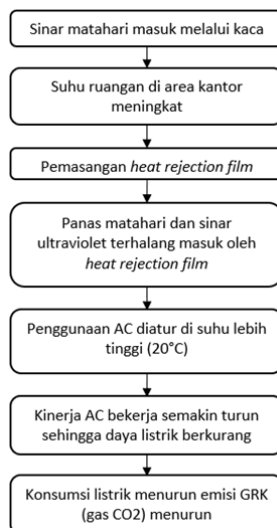 Sinar matahari masuk melalui kaca
Suhu ruangan di area kantor
meningkat
Pemasangan heat rejection film
Panas matahari dan sinar
ultraviolet terhalang masuk oleh
heat rejection film
Penggunaan AC diatur di suhu lebih
tinggi (20°C)
Kinerja AC bekerja semakin turun
sehingga daya listrik berkurang
Konsumsi listrik menurun emisi GRK
(gas CO2) menurun